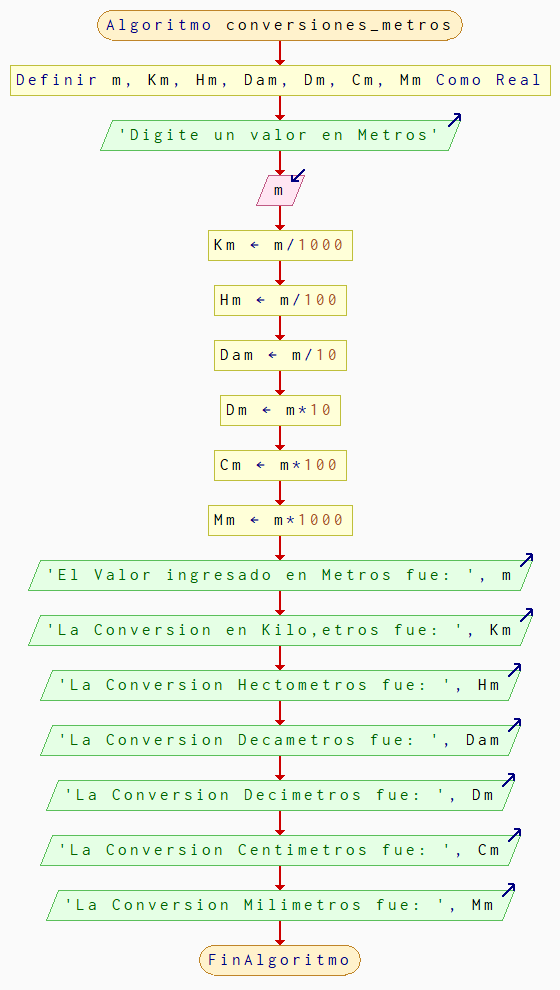 Algoritmo conversiones_metros
Definir m, Km, Hm, Dam, Dm, Cm, Mm Como Real
'Digite un valor en Metros'
m
Km ← m/1000
Hm ← m/100
Dam ← m/10
Dm ← m*10
Cm ← m*100
Mm ← m*1000
'El Valor ingresado en Metros fue: ', m
'La Conversion en Kilo,etros fue: ', Km
'La Conversion Hectometros fue: ', Hm
'La Conversion Decametros fue: ', Dam
'La Conversion Decimetros fue: ', Dm
'La Conversion Centimetros fue: ', Cm
'La Conversion Milimetros fue: ', Mm
FinAlgoritmo